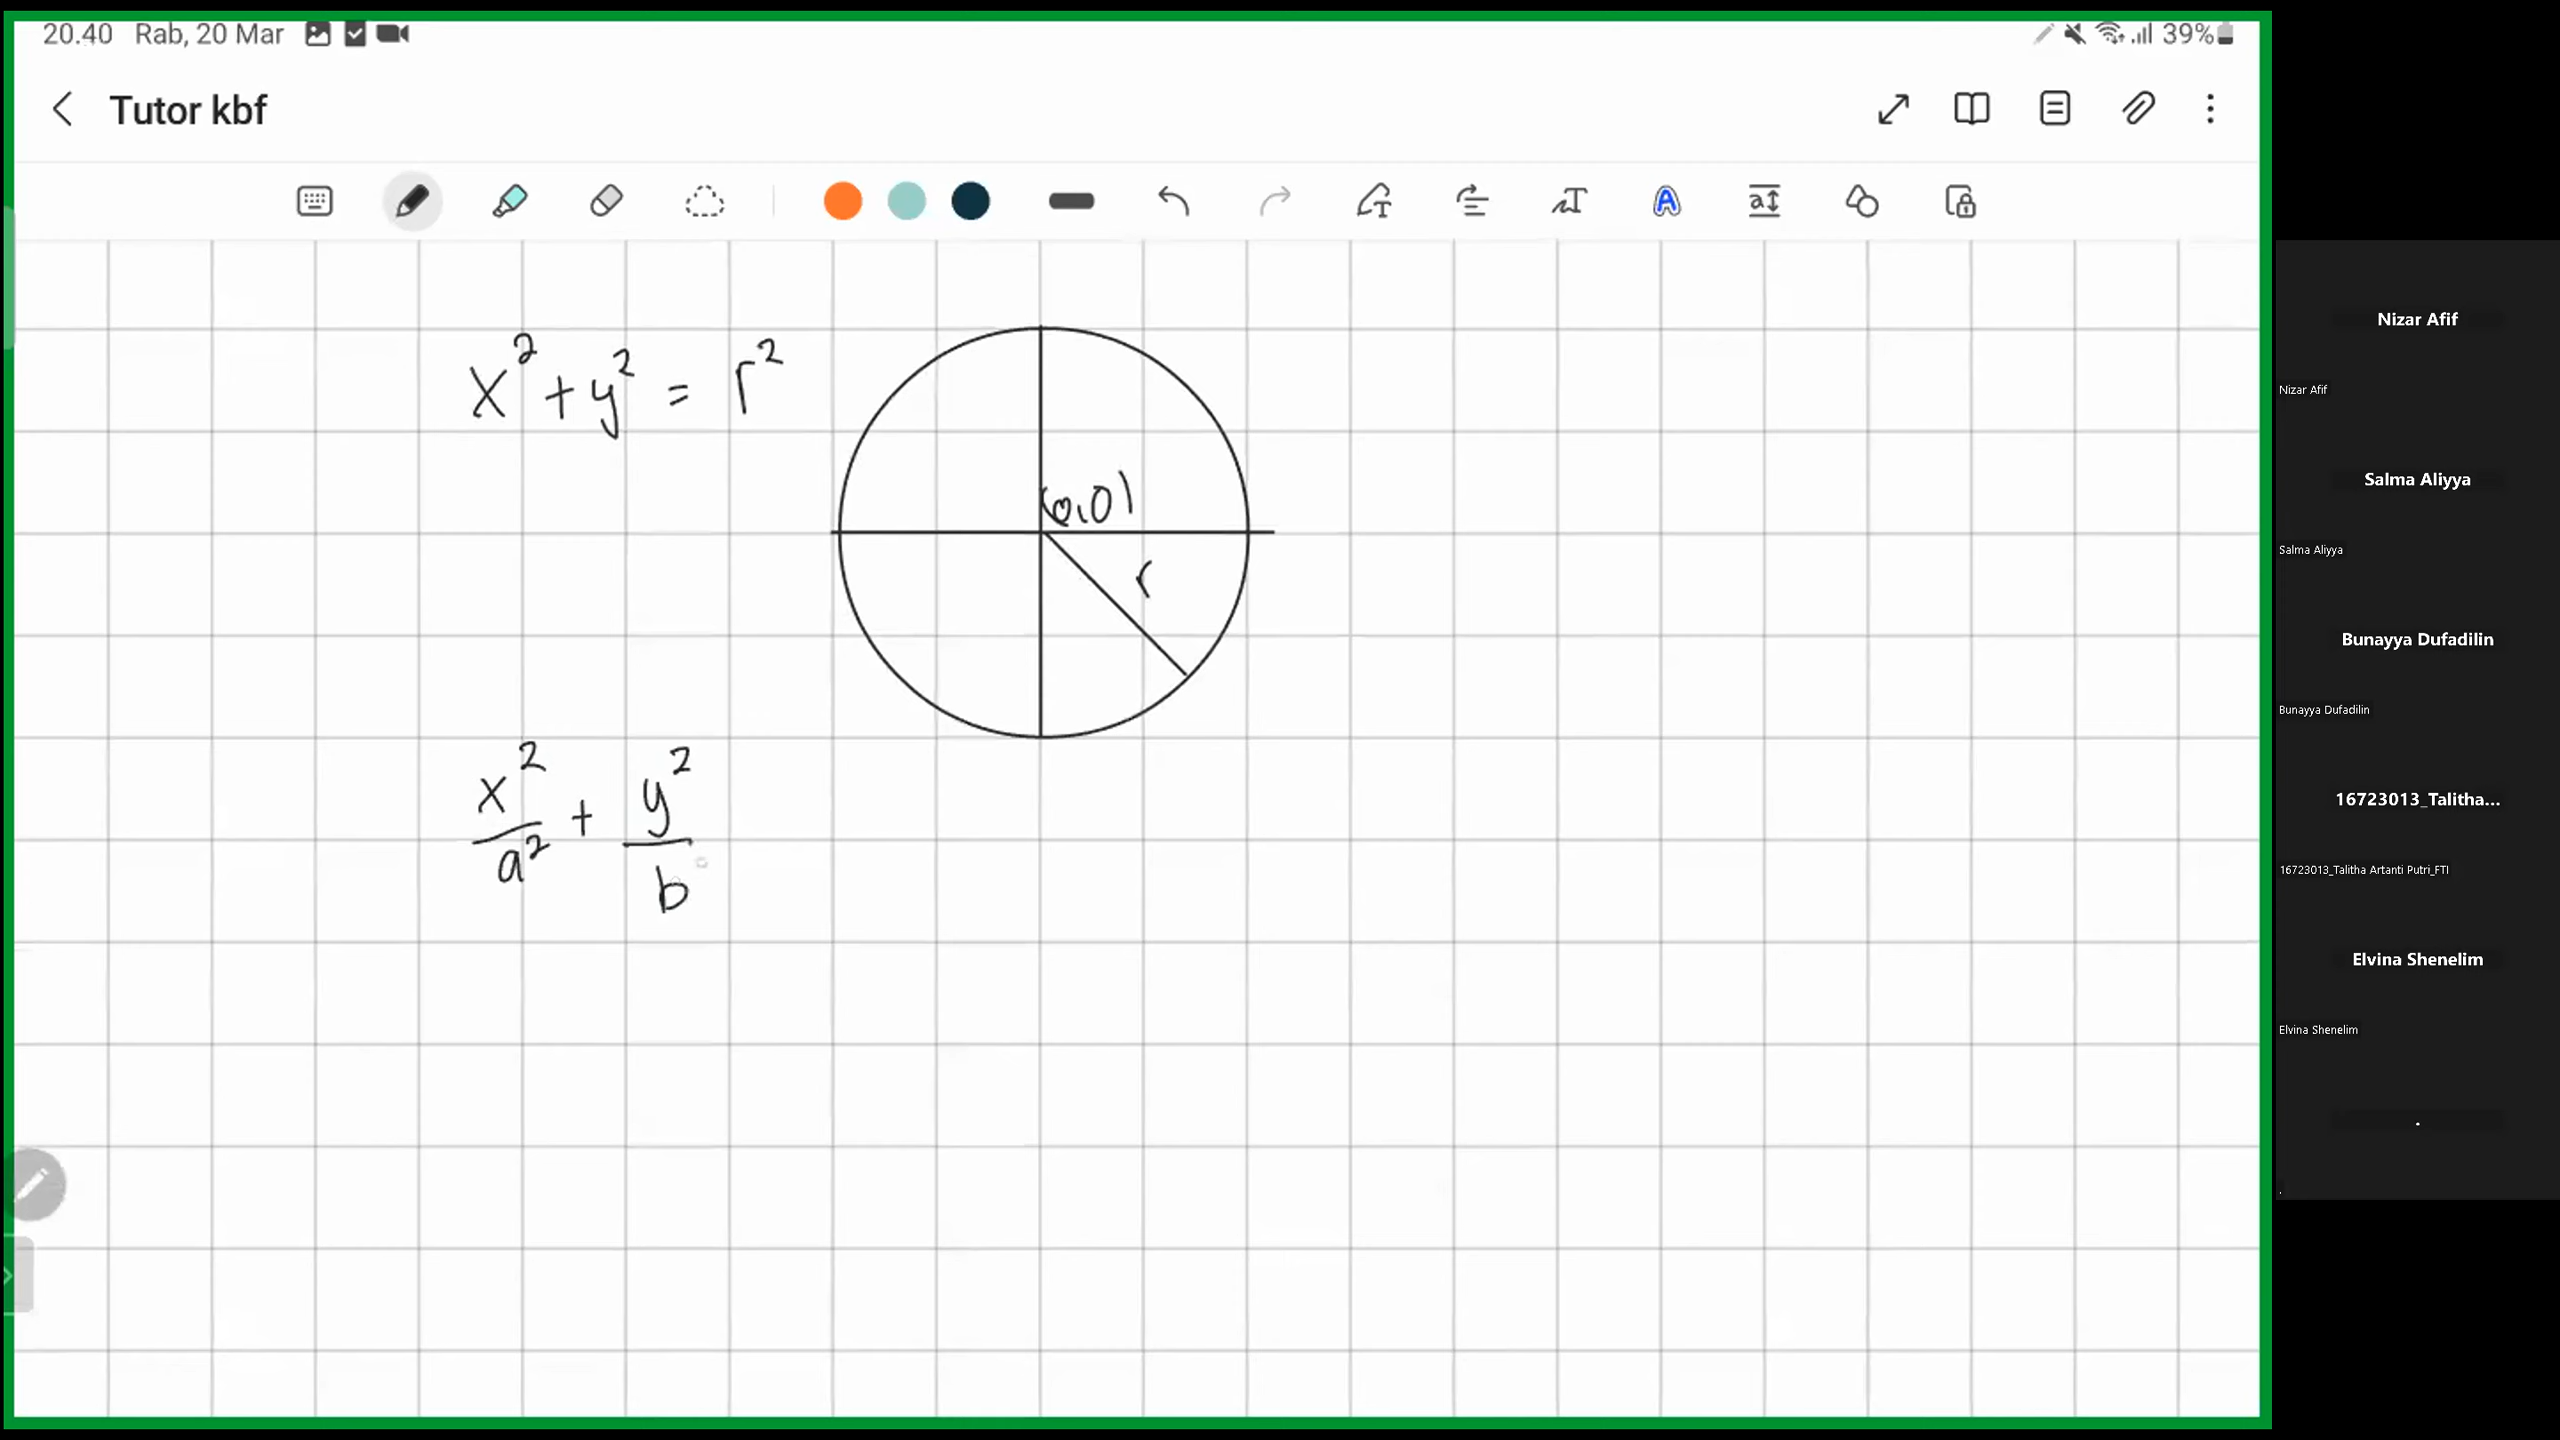 20.40 Rab, 20 Mar
39%
Tutor kbf
x² + y² = r²
(0,0)
r
x²/a² + y²/b
Nizar Afif
Nizar Afif
Salma Aliyya
Salma Aliyya
Bunayya Dufadilin
Bunayya Dufadilin
16723013_Talitha...
16723013_Talitha Artanti Putri_FTI
Elvina Shenelim
Elvina Shenelim
.
.